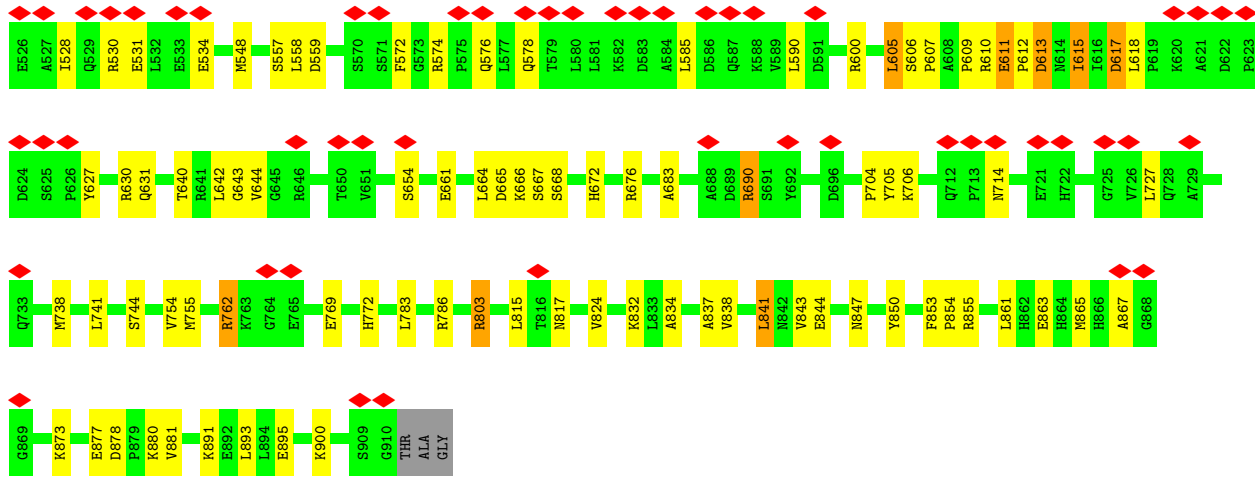 E526 A527 I528 Q529 R530 E531 L532 E533 E534 M548 S557 L558 D559 S570 S571 F572 G573 R574 P575 Q576 L577 Q578 T579 L580 L581 K582 D583 A584 L585 D586 Q587 K588 V589 L590 D591 R600 L605 S606 P607 A608 P609 R610 E611 P612 D613 N614 I615 I616 D617 L618 P619 K620 A621 D622 P623
D624 S625 P626 Y627 R630 Q631 T640 R641 L642 G643 V644 G645 R646 T650 V651 S654 E661 L664 D665 K666 S667 S668 H672 R676 A683 A688 D689 R690 S691 Y692 D696 P704 Y705 K706 Q712 P713 N714 E721 H722 G725 V726 L727 Q728 A729
Q733 M738 L741 S744 V754 M755 R762 K763 G764 E765 E769 H772 L783 R786 R803 L815 T816 N817 V824 K832 L833 A834 A837 V838 L841 N842 V843 E844 N847 Y850 F853 P854 R855 L861 H862 E863 H864 M865 H866 A867 G868
G869 K873 E877 D878 P879 K880 V881 K891 E892 L893 L894 E895 K900 S909 G910 THR ALA GLY